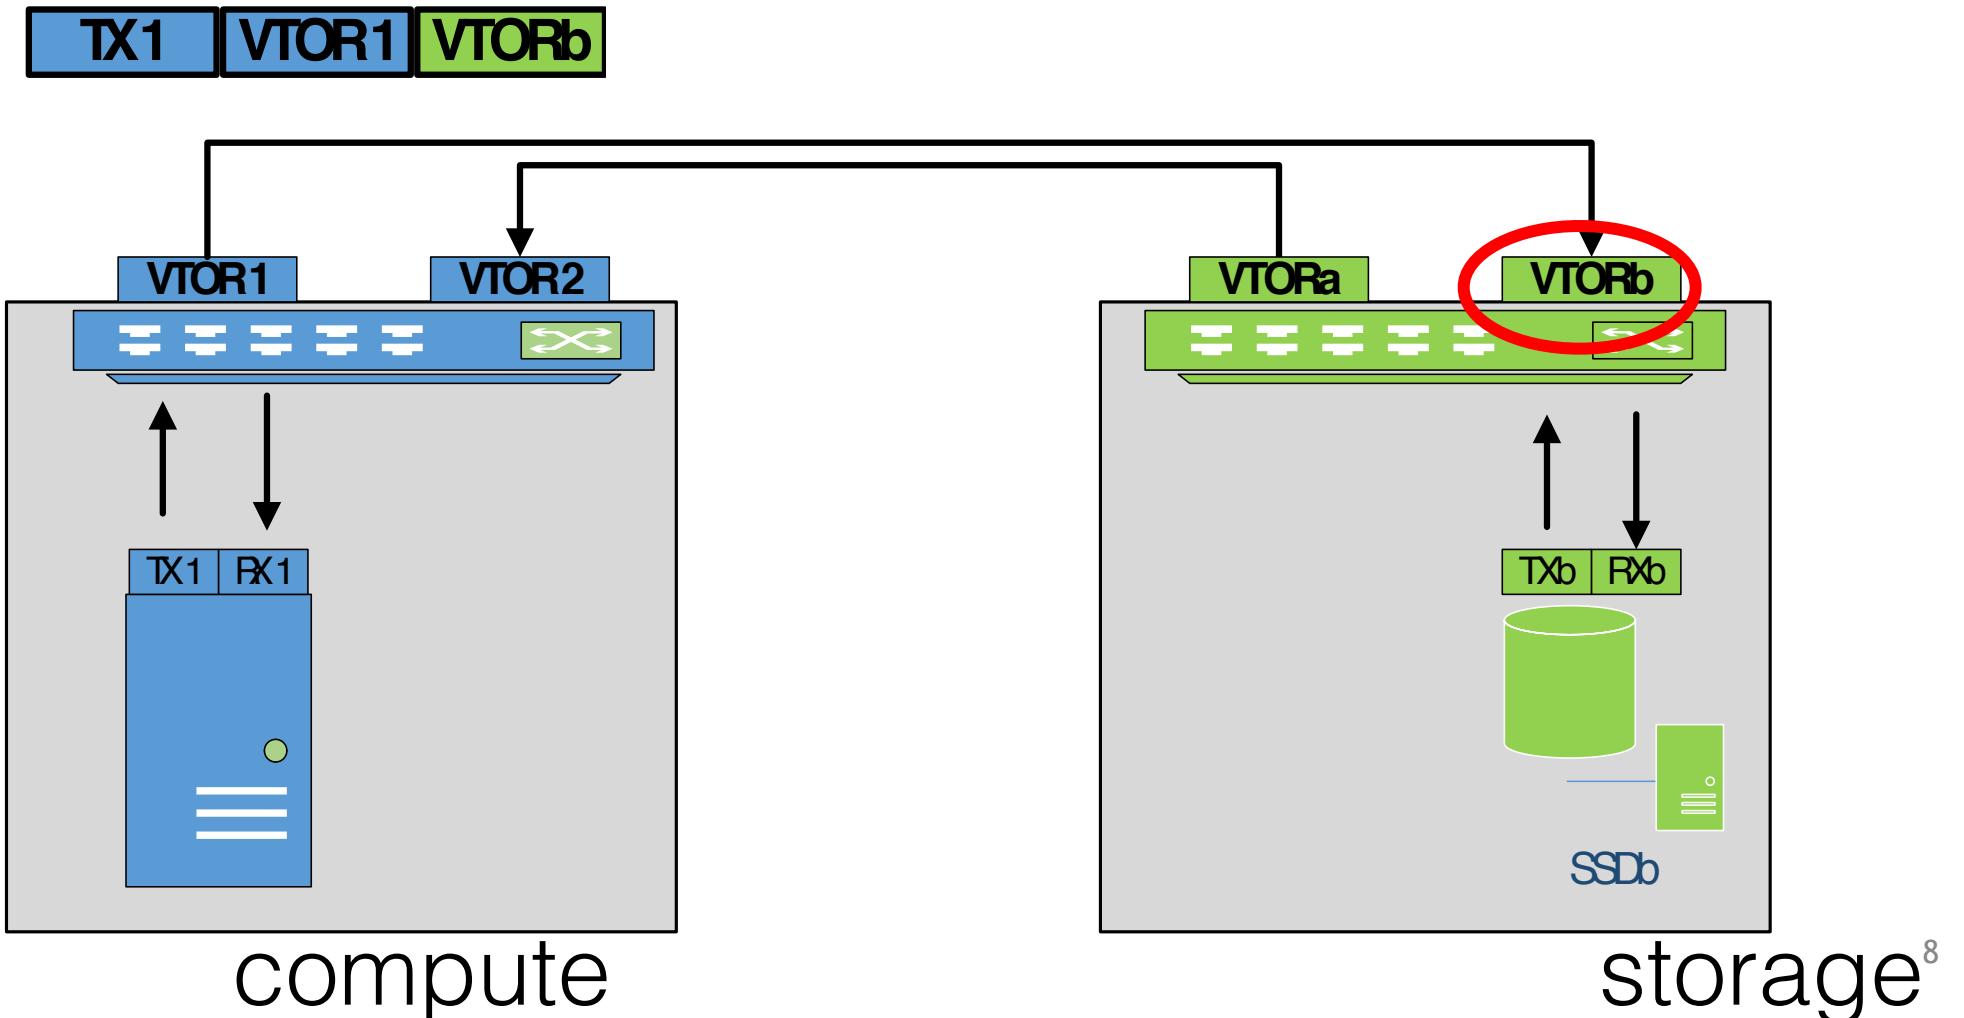 TX1 VTOR1 VTORb
VTOR1 VTOR2 VTORa VTORb
TX1 RX1 TXb RXb
SSDb
compute storage 8